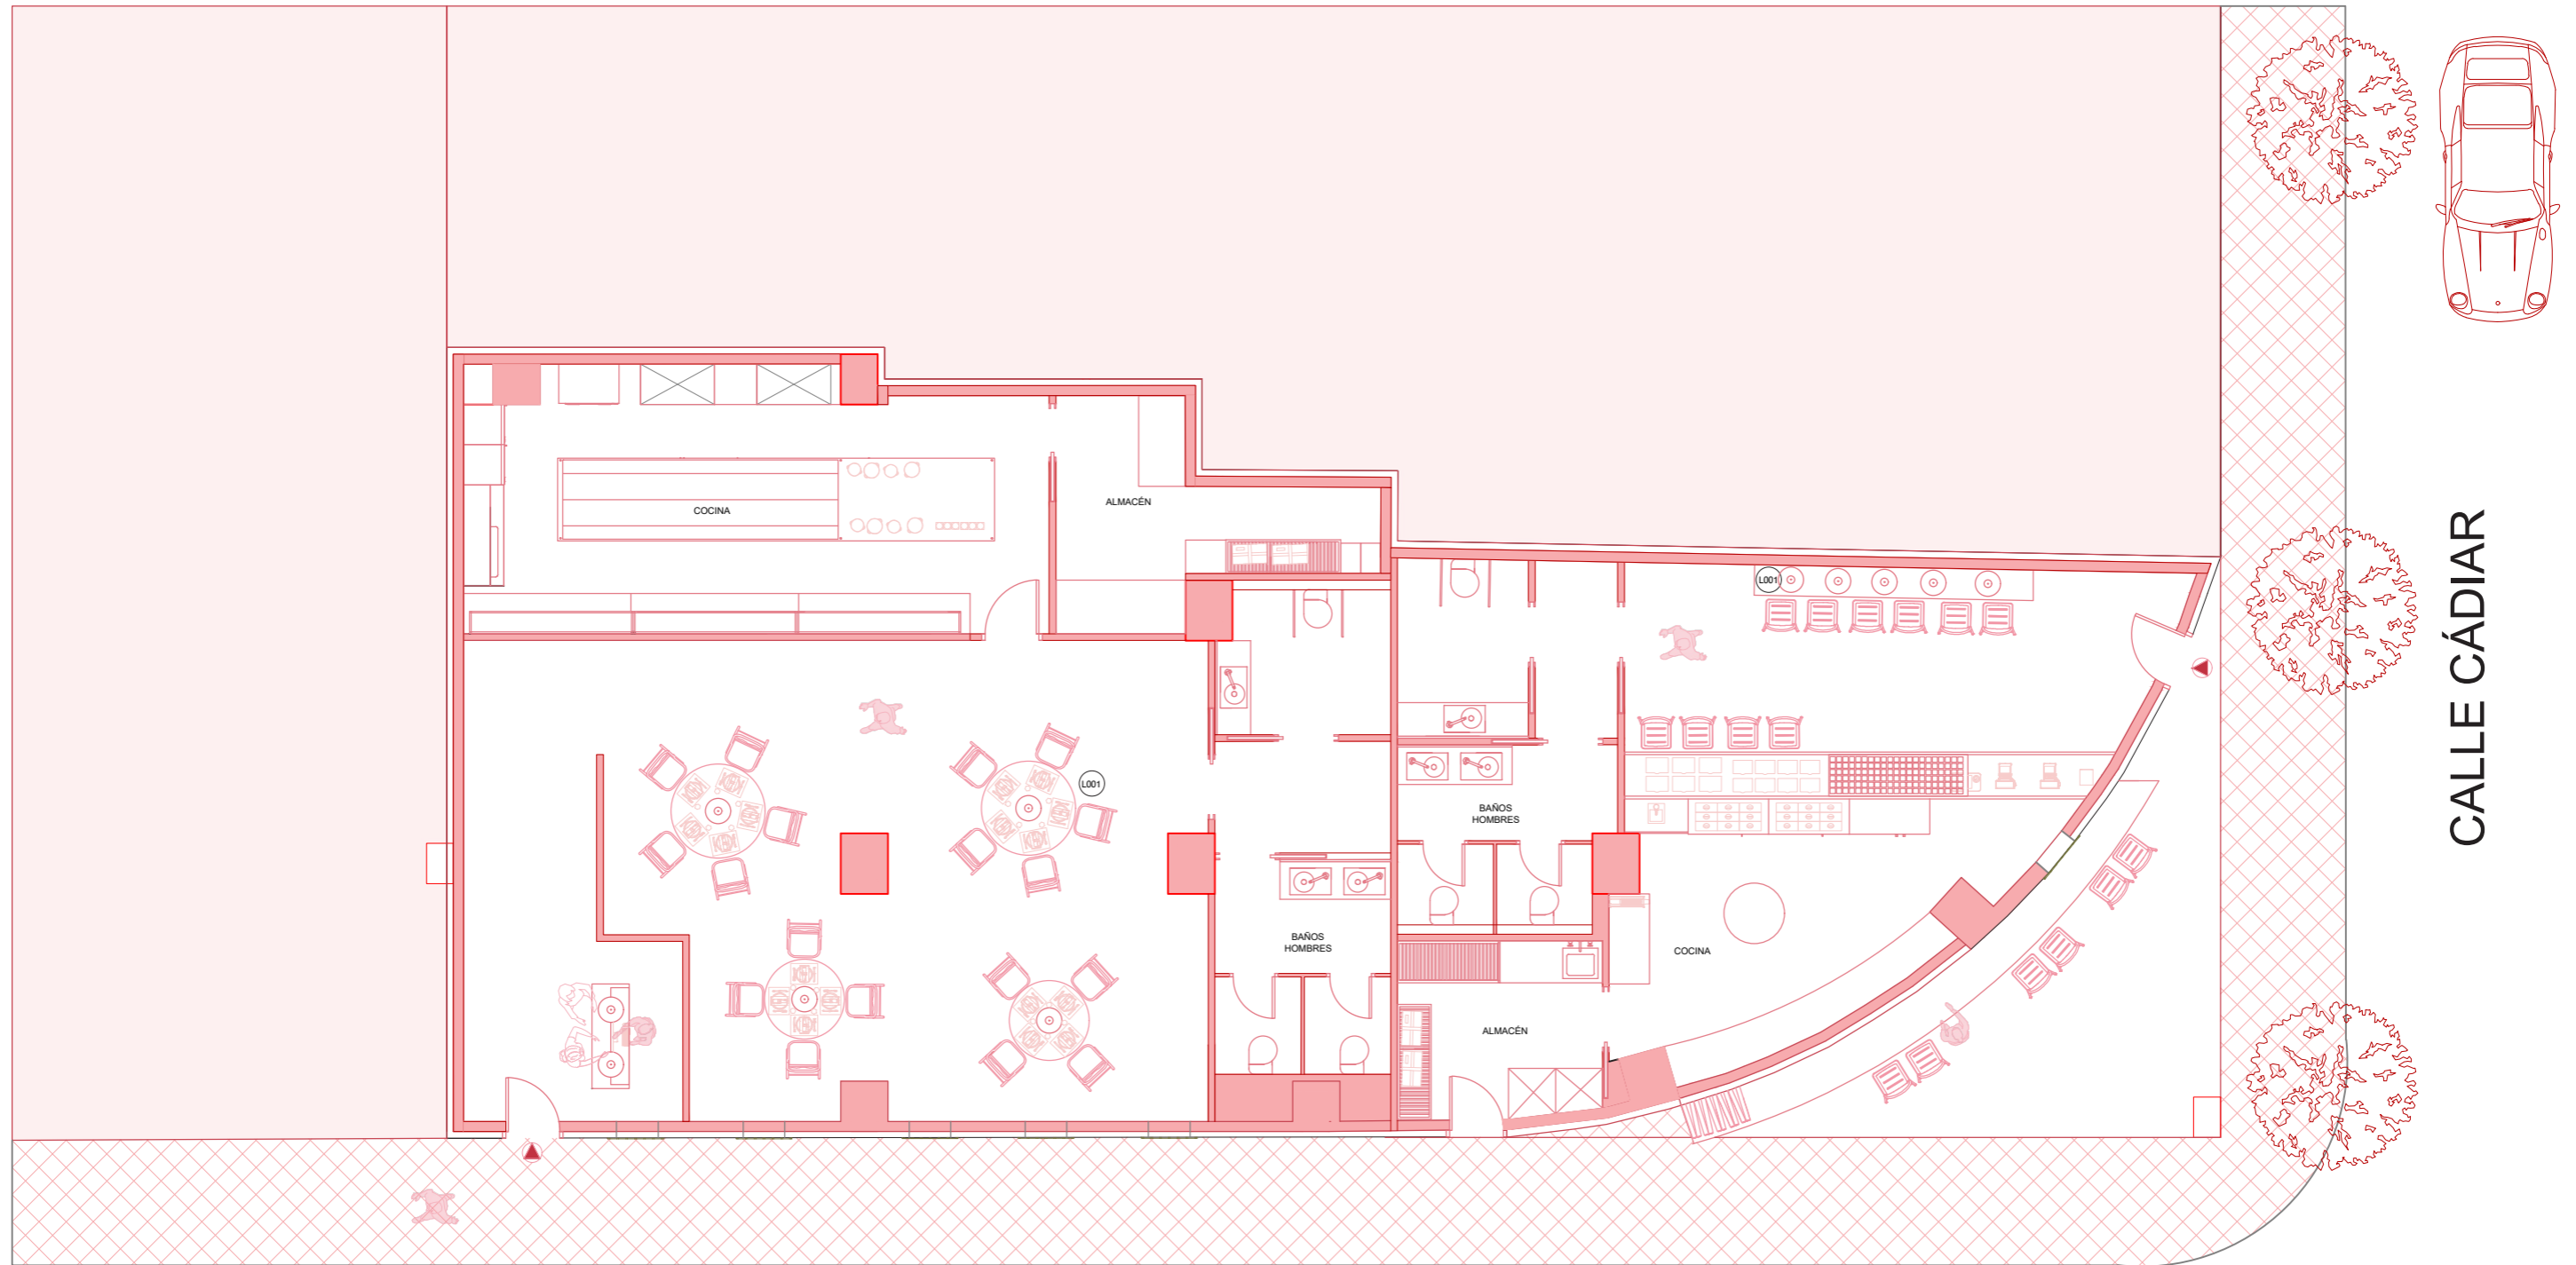 COCINA
ALMACÉN
L001
L001
BAÑOS
HOMBRES
BAÑOS
HOMBRES
COCINA
ALMACÉN
CALLE CÁDIAR